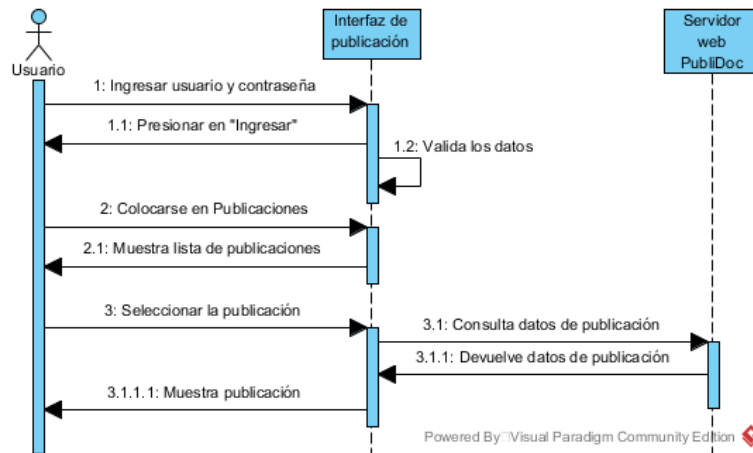 Usuario
Interfaz de
publicación
Servidor
web
PubliDoc
1: Ingresar usuario y contraseña
1.1: Presionar en "Ingresar"
1.2: Valida los datos
2: Colocarse en Publicaciones
2.1: Muestra lista de publicaciones
3: Seleccionar la publicación
3.1: Consulta datos de publicación
3.1.1: Devuelve datos de publicación
3.1.1.1: Muestra publicación
Powered By Visual Paradigm Community Edition